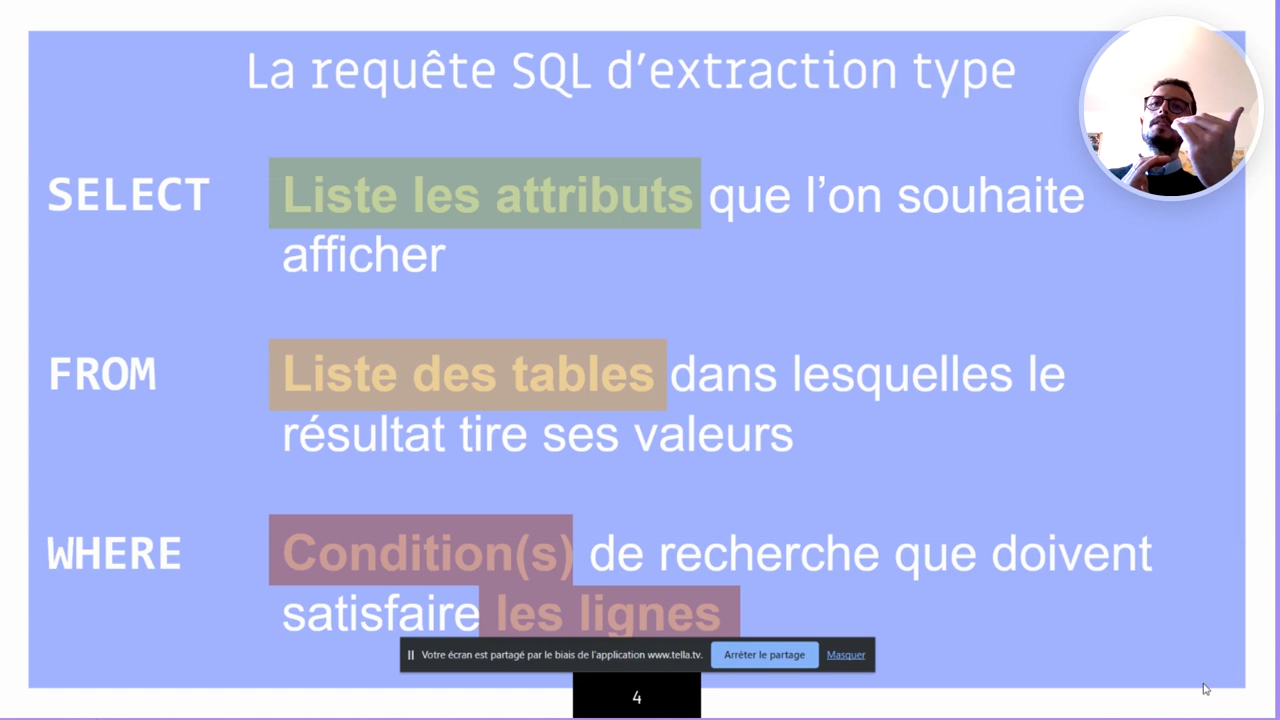 La requête SQL d’extraction type
SELECT Liste les attributs que l’on souhaite
afficher
FROM Liste des tables dans lesquelles le
résultat tire ses valeurs
WHERE Condition(s) de recherche que doivent
satisfaire les lignes
Votre écran est partagé par le biais de l’application www.tella.tv. Arrêter le partage Masquer
4